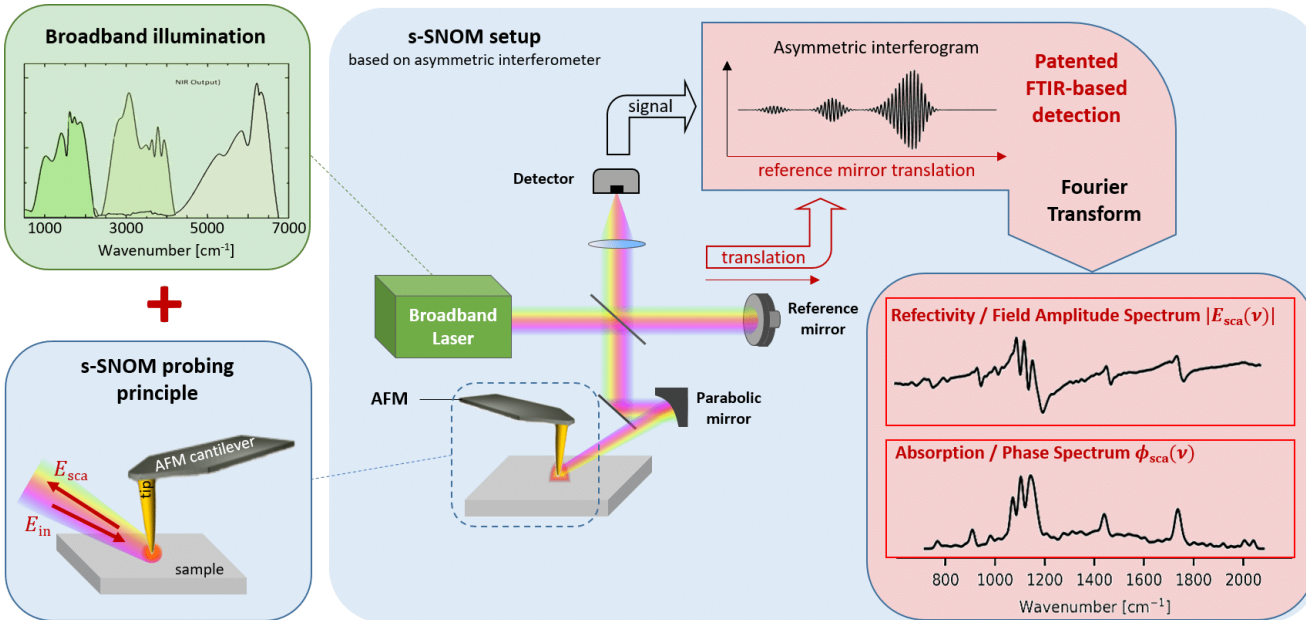 Broadband illumination
NIR Output)
1000 3000 5000 7000
Wavenumber [cm⁻¹]
s-SNOM probing
principle
AFM cantilever
tip
E_sca
E_in
sample
s-SNOM setup
based on asymmetric interferometer
signal
Detector
translation
Broadband
Laser
Reference
mirror
AFM
Parabolic
mirror
Asymmetric interferogram
reference mirror translation
Patented
FTIR-based
detection
Fourier
Transform
Refectivity / Field Amplitude Spectrum |E_sca(ν)|
Absorption / Phase Spectrum ϕ_sca(ν)
800 1000 1200 1400 1600 1800 2000
Wavenumber [cm⁻¹]